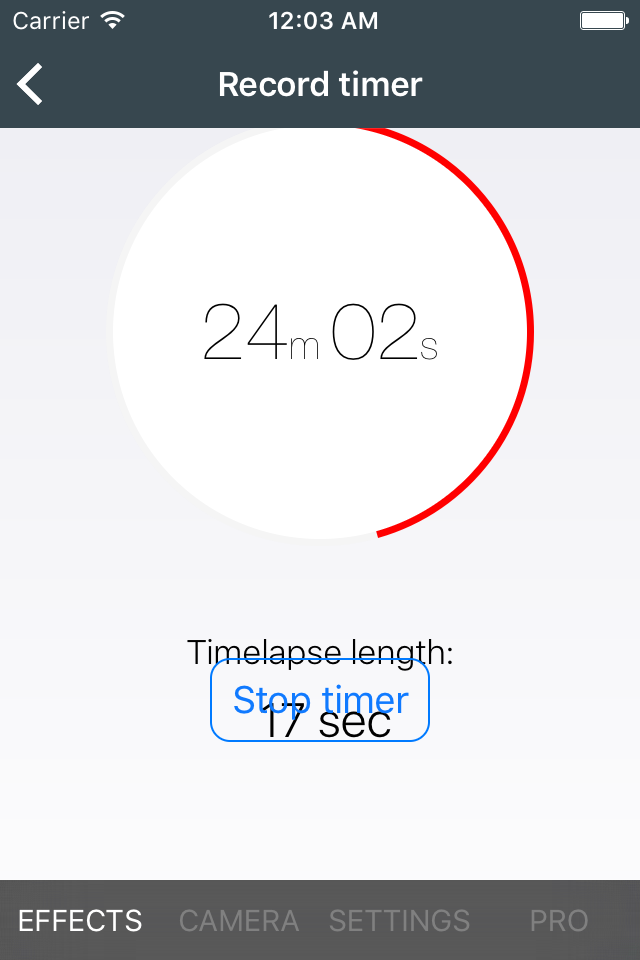 Carrier 12:03 AM
Record timer
24m 02s
Timelapse length:
Stop timer
17 sec
EFFECTS CAMERA SETTINGS PRO